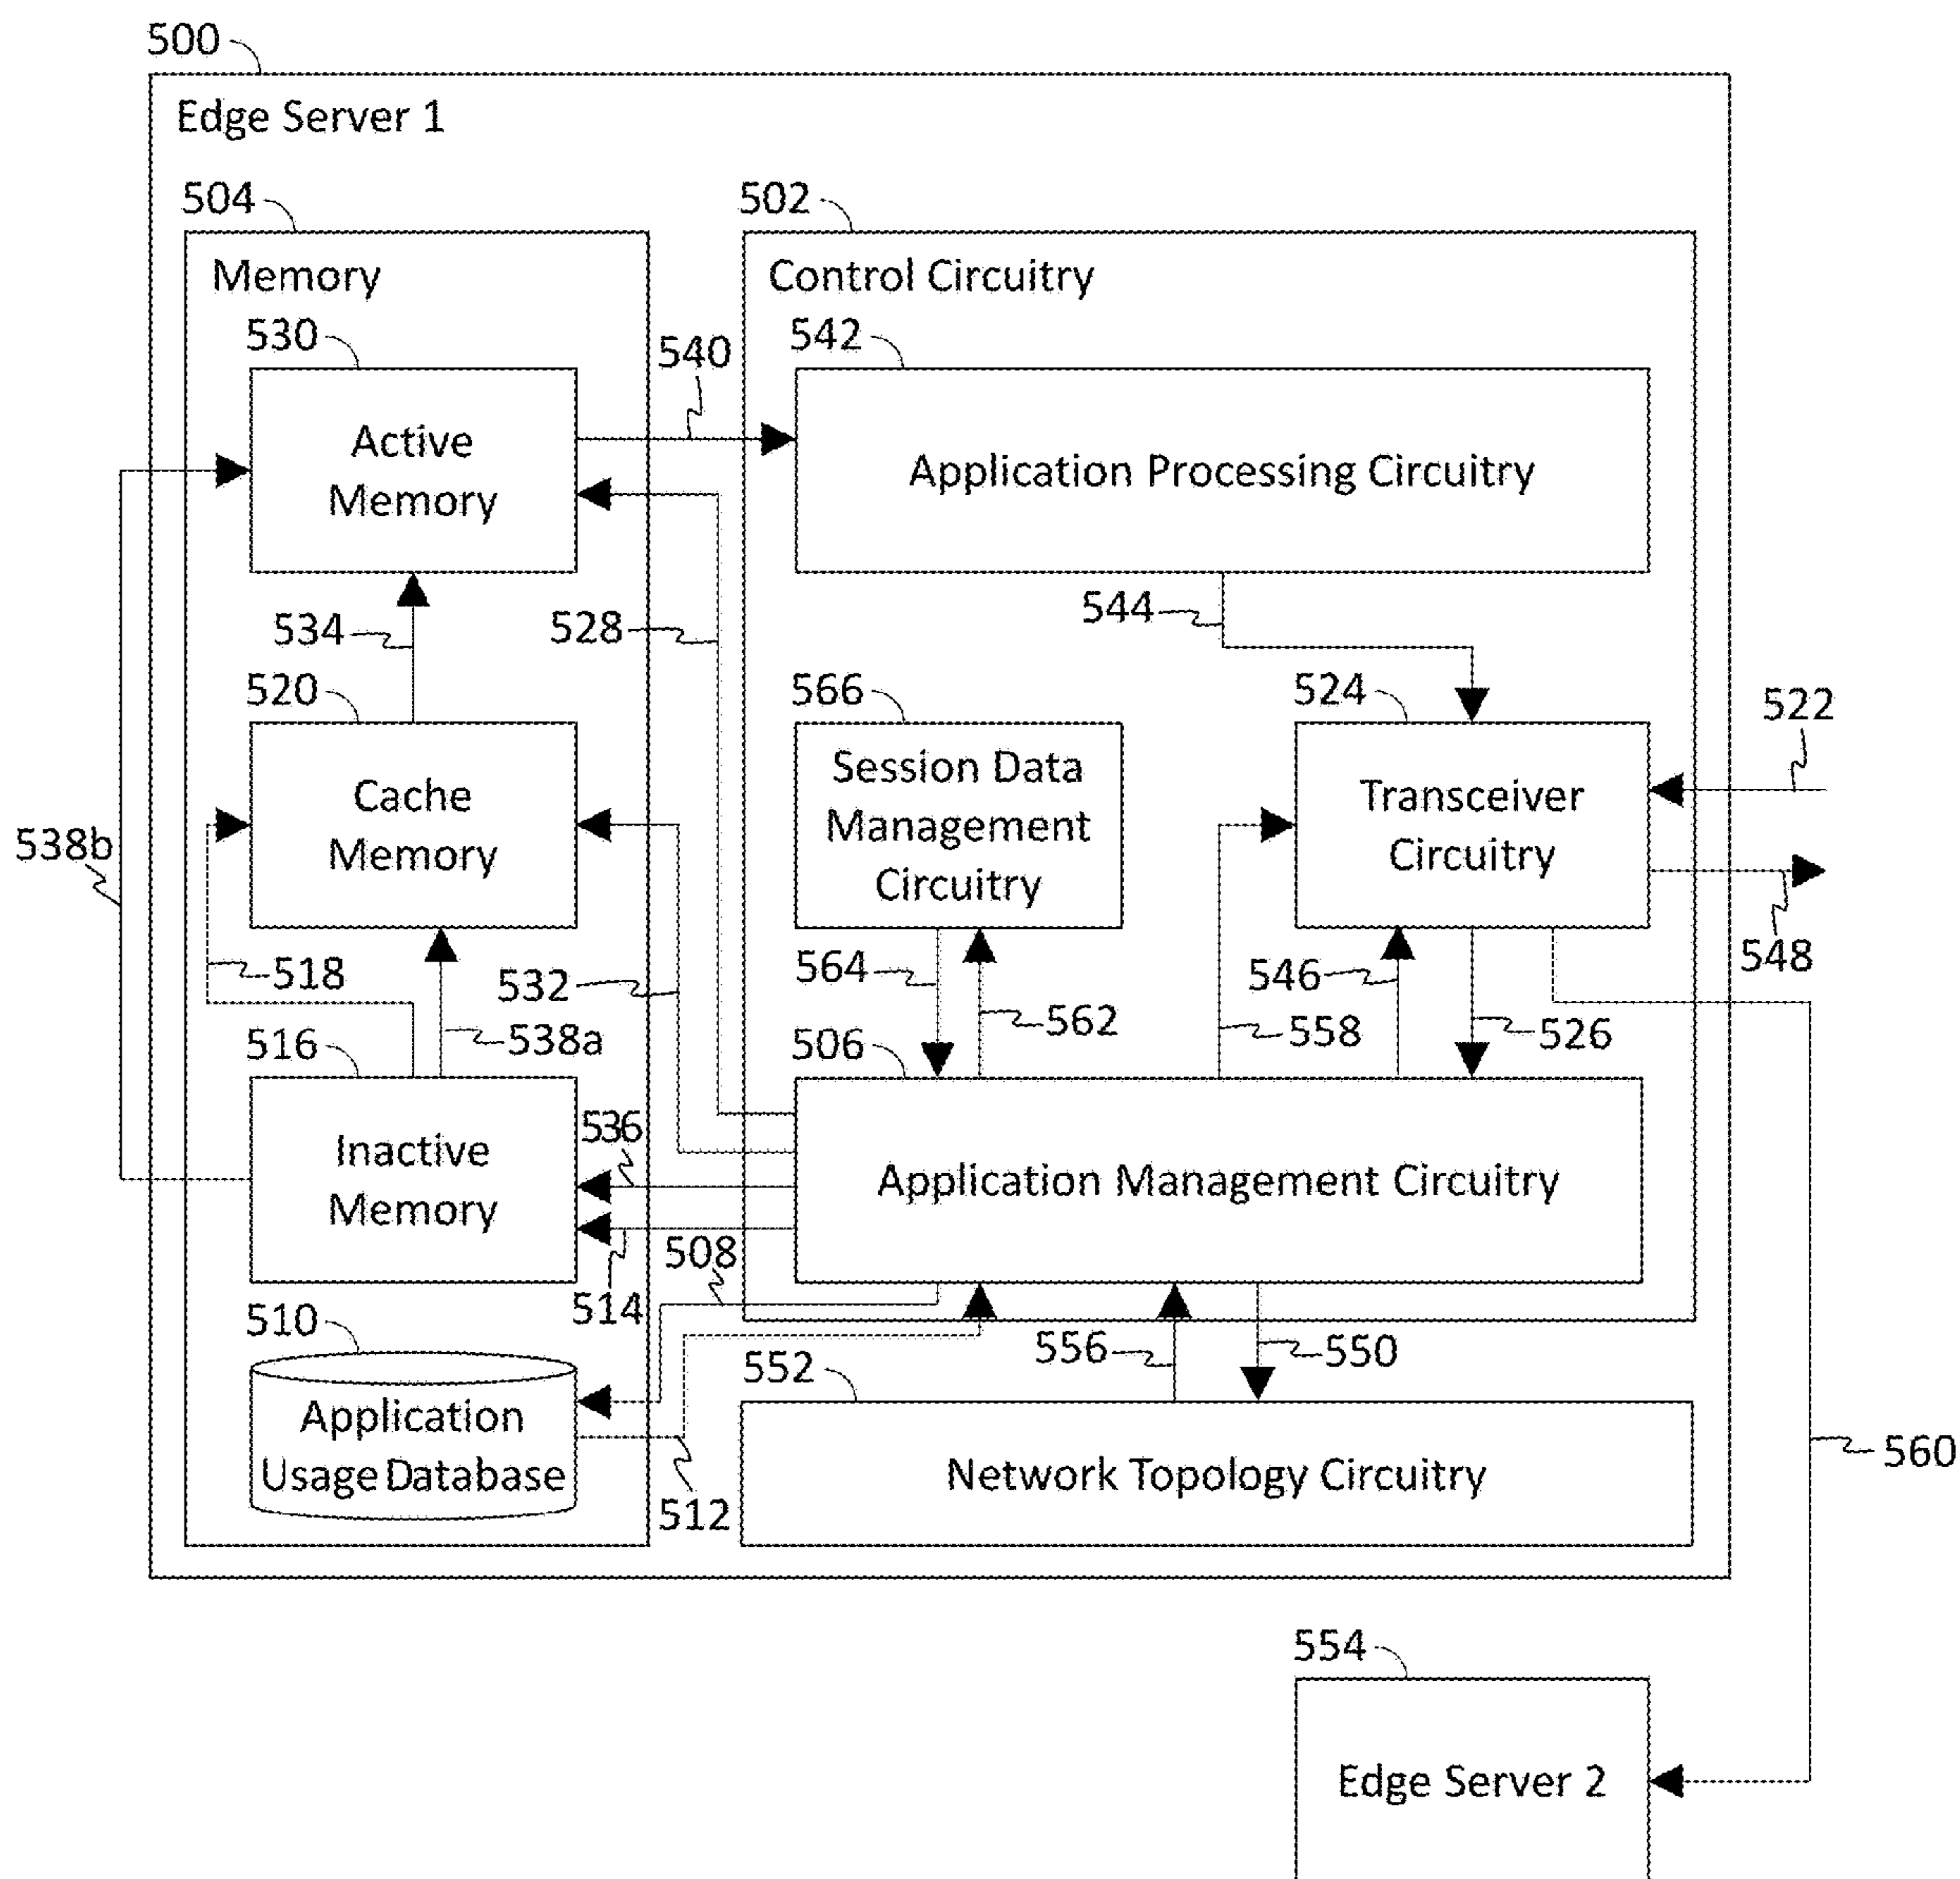 500
Edge Server 1
504
502
Memory
Control Circuitry
530
540
542
Active
Memory
Application Processing Circuitry
534
528
544
520
566
524
522
Cache
Memory
Session Data
Management
Circuitry
Transceiver
Circuitry
538b
518
532
564
546
548
516
538a
506
562
558
526
536
Inactive
Memory
Application Management Circuitry
514
508
510
552
556
550
Application
Usage Database
512
Network Topology Circuitry
560
554
Edge Server 2